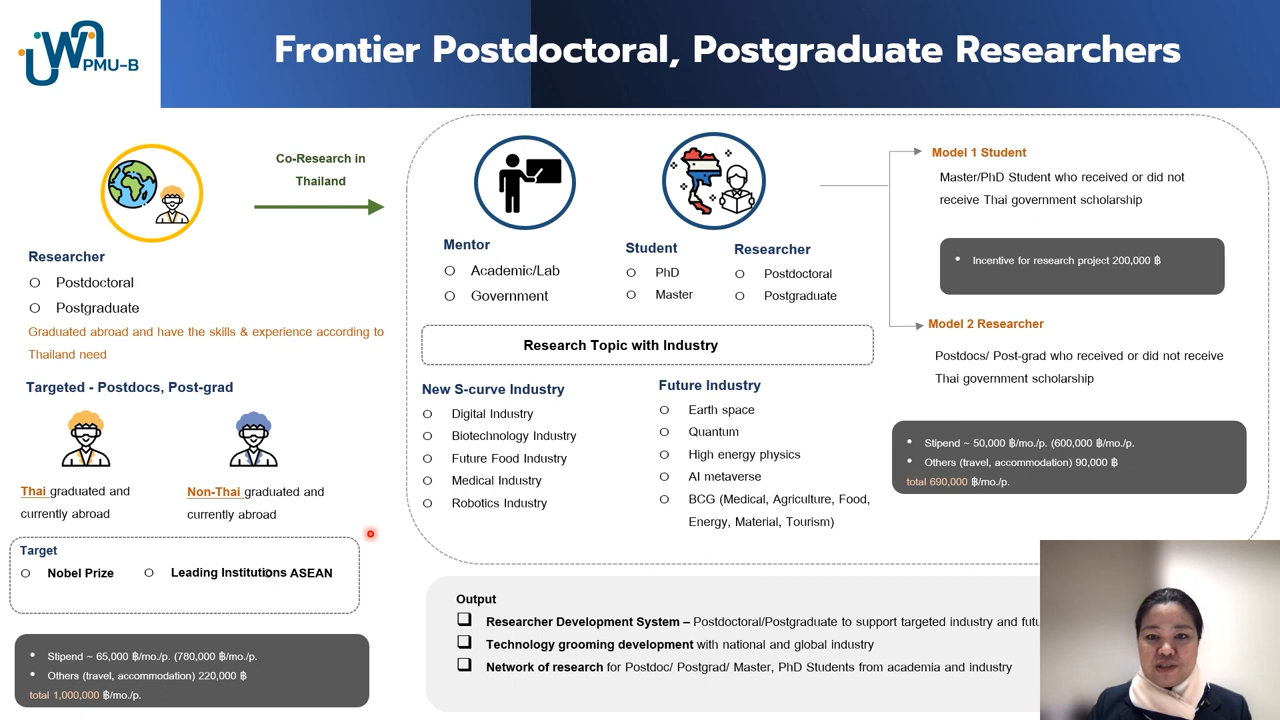 PMU-B
Frontier Postdoctoral, Postgraduate Researchers
Co-Research in
Thailand
Researcher
Postdoctoral
Postgraduate
Graduated abroad and have the skills & experience according to
Thailand need
Targeted - Postdocs, Post-grad
Thai graduated and
currently abroad
Non-Thai graduated and
currently abroad
Target
Nobel Prize
Leading Institutions
ASEAN
Stipend ~ 65,000 ฿/mo./p. (780,000 ฿/mo./p.
Others (travel, accommodation) 220,000 ฿
total 1,000,000 ฿/mo./p.
Mentor
Academic/Lab
Government
Student
PhD
Master
Researcher
Postdoctoral
Postgraduate
Research Topic with Industry
New S-curve Industry
Digital Industry
Biotechnology Industry
Future Food Industry
Medical Industry
Robotics Industry
Future Industry
Earth space
Quantum
High energy physics
AI metaverse
BCG (Medical, Agriculture, Food,
Energy, Material, Tourism)
Model 1 Student
Master/PhD Student who received or did not
receive Thai government scholarship
Incentive for research project 200,000 ฿
Model 2 Researcher
Postdocs/ Post-grad who received or did not receive
Thai government scholarship
Stipend ~ 50,000 ฿/mo./p. (600,000 ฿/mo./p.
Others (travel, accommodation) 90,000 ฿
total 690,000 ฿/mo./p.
Output
Researcher Development System – Postdoctoral/Postgraduate to support targeted industry and
Technology grooming development with national and global industry
Network of research for Postdoc/ Postgrad/ Master, PhD Students from academia and industry